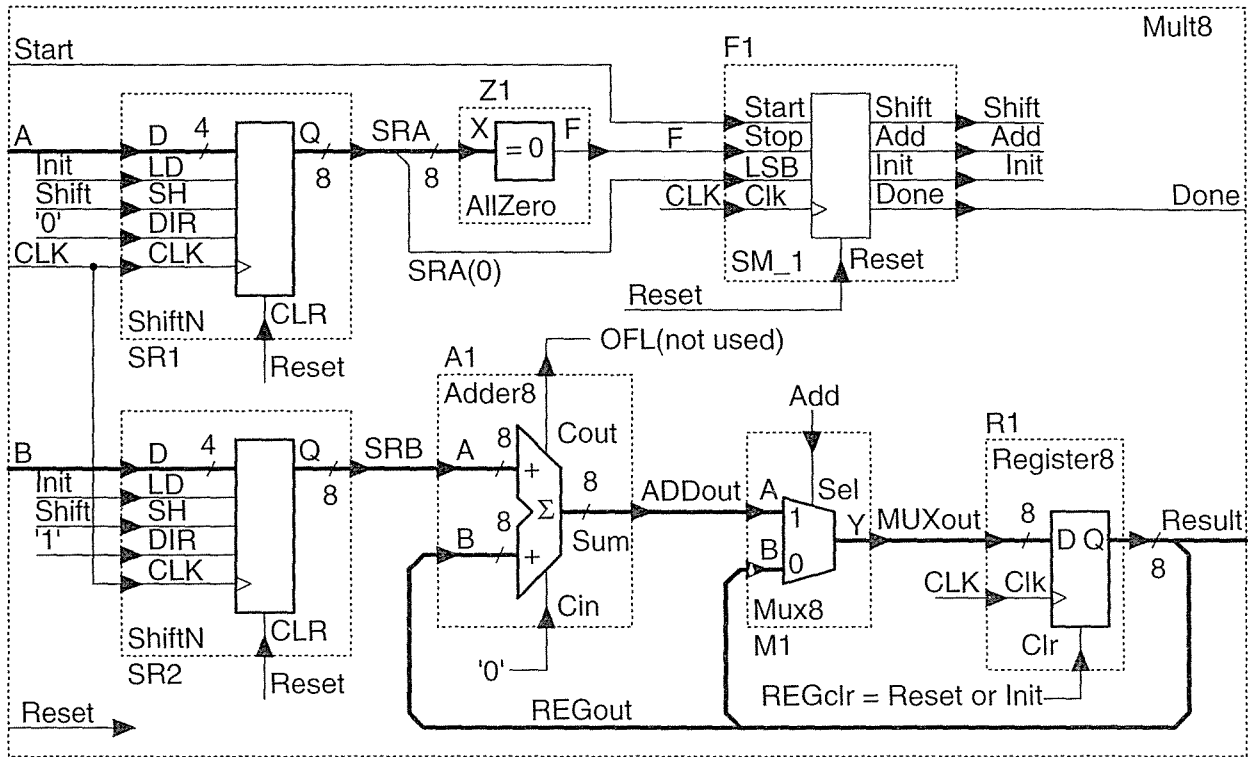 Mult8
Start
F1
Z1
A
D
4
Q
SRA
8
8
X
= 0
F
AllZero
F
Init
LD
Shift
SH
'0'
DIR
CLK
CLK
CLR
ShiftN
SR1
Reset
SRA(0)
Start
Stop
LSB
CLK
Clk
Shift
Add
Init
Done
Shift
Add
Init
Done
SM_1
Reset
Reset
OFL(not used)
A1
Adder8
Cout
B
D
4
Q
SRB
8
A
8
+
8
Σ
Sum
B
8
+
Cin
'0'
Init
LD
Shift
SH
'1'
DIR
CLK
CLR
ShiftN
SR2
Reset
Reset
ADDout
Add
Sel
A
1
B
0
Y
MUXout
Mux8
M1
R1
Register8
8
D Q
Result
8
CLK
Clk
Clr
REGclr = Reset or Init
REGout